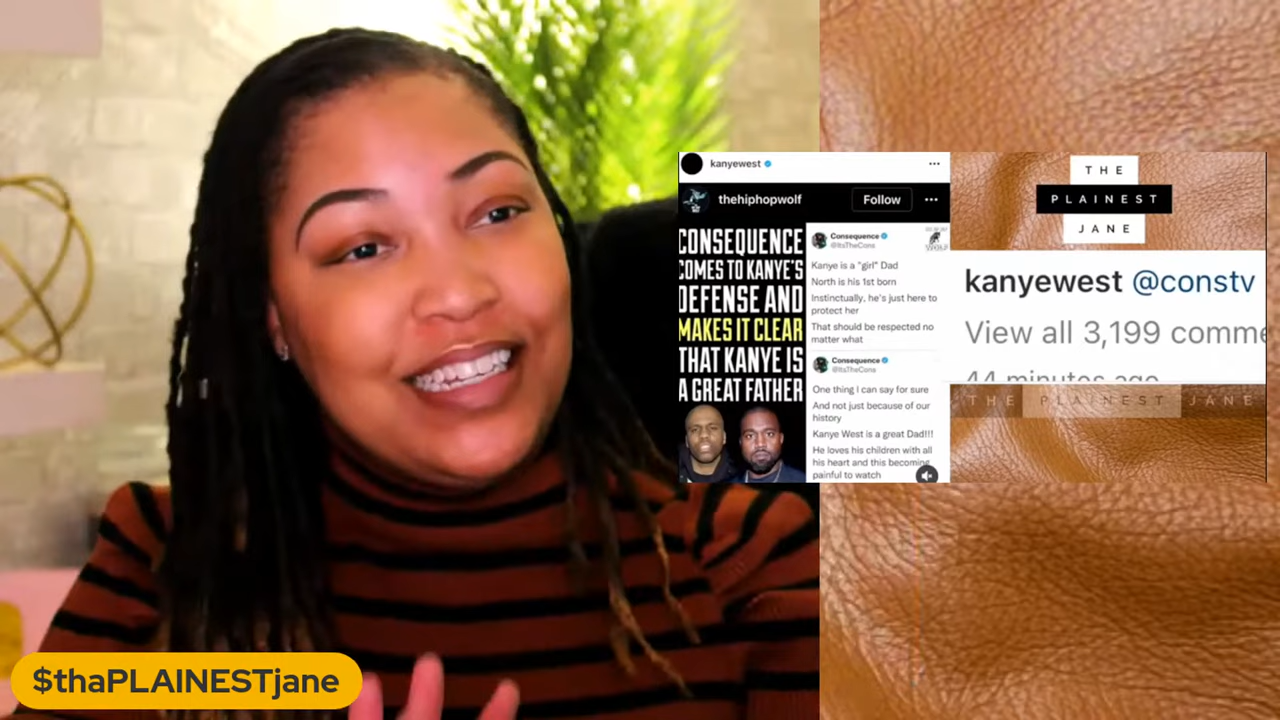 kanyewest
thehiphopwolf
Follow
CONSEQUENCE
COMES TO KANYE'S
DEFENSE AND
MAKES IT CLEAR
THAT KANYE IS
A GREAT FATHER
Consequence
@ItsTheCons
Kanye is a "girl" Dad
North is his 1st born
Instinctually, he's just here to
protect her
That should be respected no
matter what
Consequence
@ItsTheCons
One thing I can say for sure
And not just because of our
history
Kanye West is a great Dad!!!
He loves his children with all
his heart and this becoming
painful to watch
THE
PLAINEST
JANE
kanyewest @constv
View all 3,199 comme
44 minutes ago
THE PLAINEST JANE
$thaPLAINESTjane